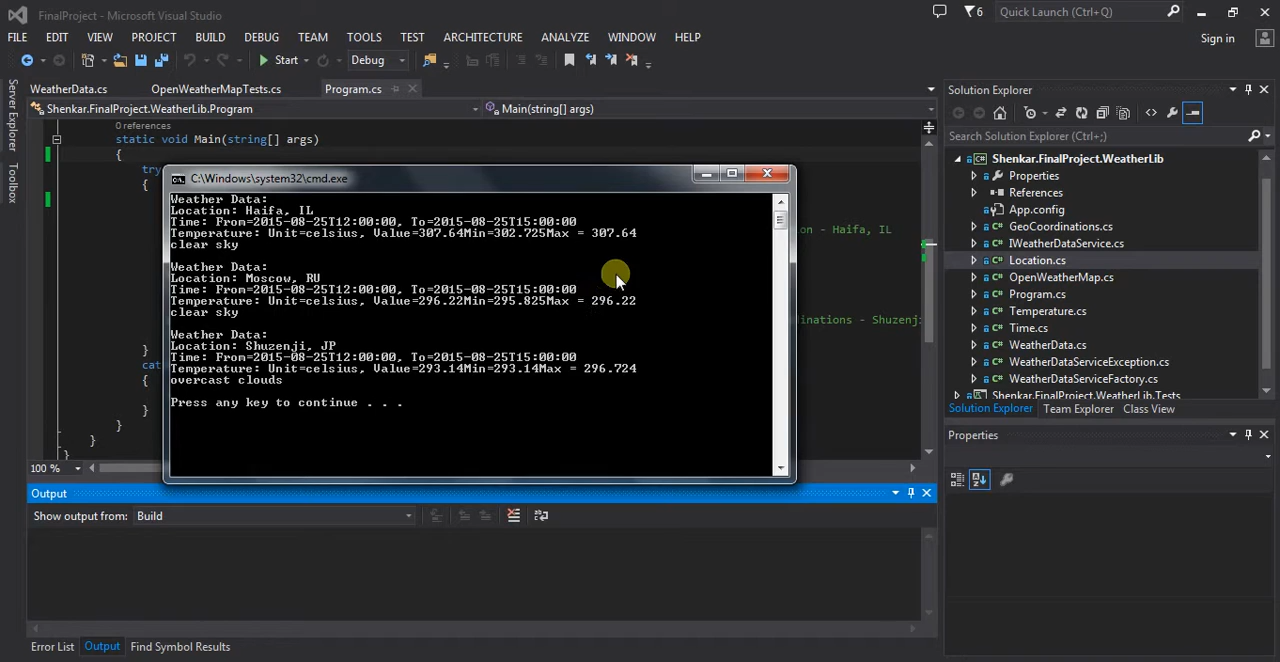 FinalProject - Microsoft Visual Studio
6
Quick Launch (Ctrl+Q)
FILE EDIT VIEW PROJECT BUILD DEBUG TEAM TOOLS TEST ARCHITECTURE ANALYZE WINDOW HELP
Sign in
Start Debug
Server Explorer
Toolbox
WeatherData.cs OpenWeatherMapTests.cs Program.cs
Shenkar.FinalProject.WeatherLib.Program Main(string[] args)
0 references
static void Main(string[] args)
{
try
{
- Haifa, IL
- Shuzenji
}
{
}
}
}
}
100 %
C:\Windows\system32\cmd.exe
Weather Data:
Location: Haifa, IL
Time: From=2015-08-25T12:00:00, To=2015-08-25T15:00:00
Temperature: Unit=celsius, Value=307.64Min=302.725Max = 307.64
clear sky
Weather Data:
Location: Moscow, RU
Time: From=2015-08-25T12:00:00, To=2015-08-25T15:00:00
Temperature: Unit=celsius, Value=296.22Min=295.825Max = 296.22
clear sky
Weather Data:
Location: Shuzenji, JP
Time: From=2015-08-25T12:00:00, To=2015-08-25T15:00:00
Temperature: Unit=celsius, Value=293.14Min=293.14Max = 296.724
overcast clouds
Press any key to continue . . .
Output
Show output from: Build
Error List Output Find Symbol Results
Solution Explorer
Search Solution Explorer (Ctrl+;)
Shenkar.FinalProject.WeatherLib
Properties
References
App.config
GeoCoordinations.cs
IWeatherDataService.cs
Location.cs
OpenWeatherMap.cs
Program.cs
Temperature.cs
Time.cs
WeatherData.cs
WeatherDataServiceException.cs
WeatherDataServiceFactory.cs
Shenkar.FinalProject.WeatherLib.Tests
Solution Explorer Team Explorer Class View
Properties